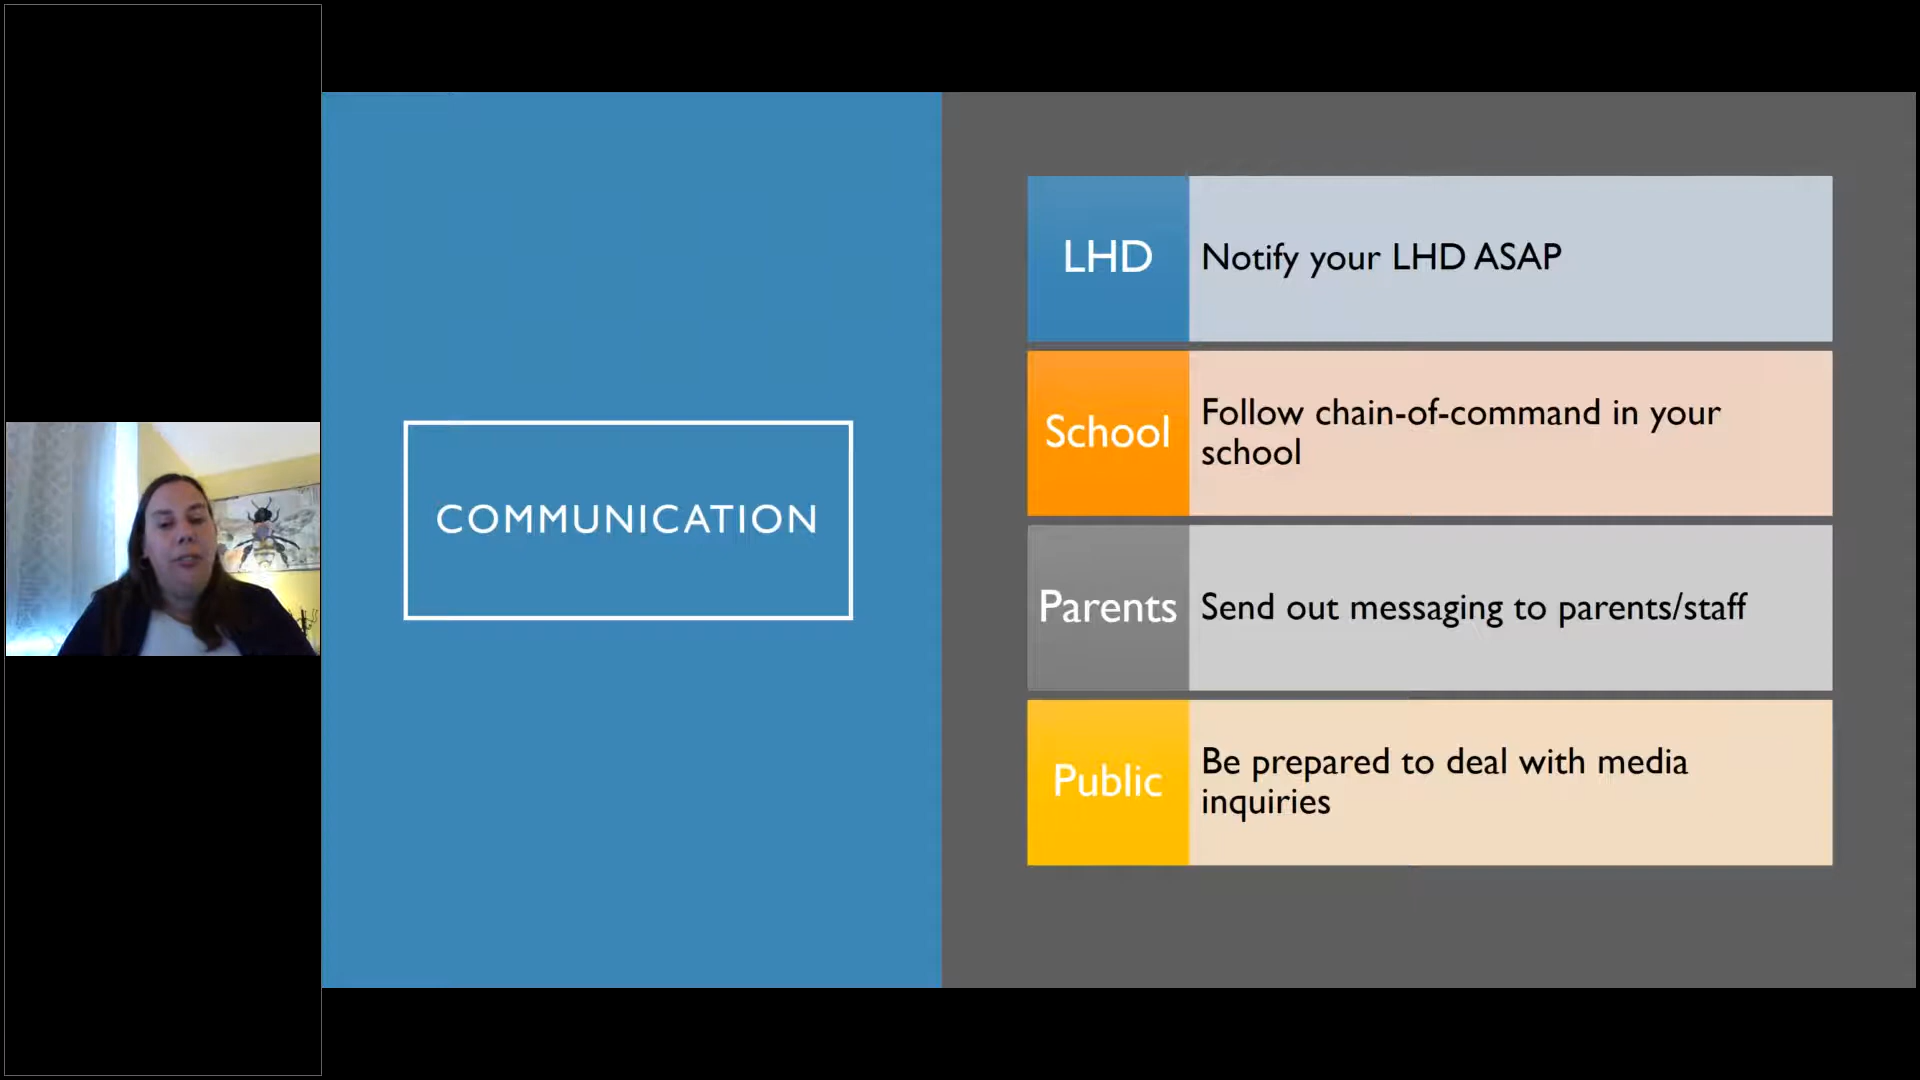 COMMUNICATION
LHD
Notify your LHD ASAP
School
Follow chain-of-command in your
school
Parents
Send out messaging to parents/staff
Public
Be prepared to deal with media
inquiries